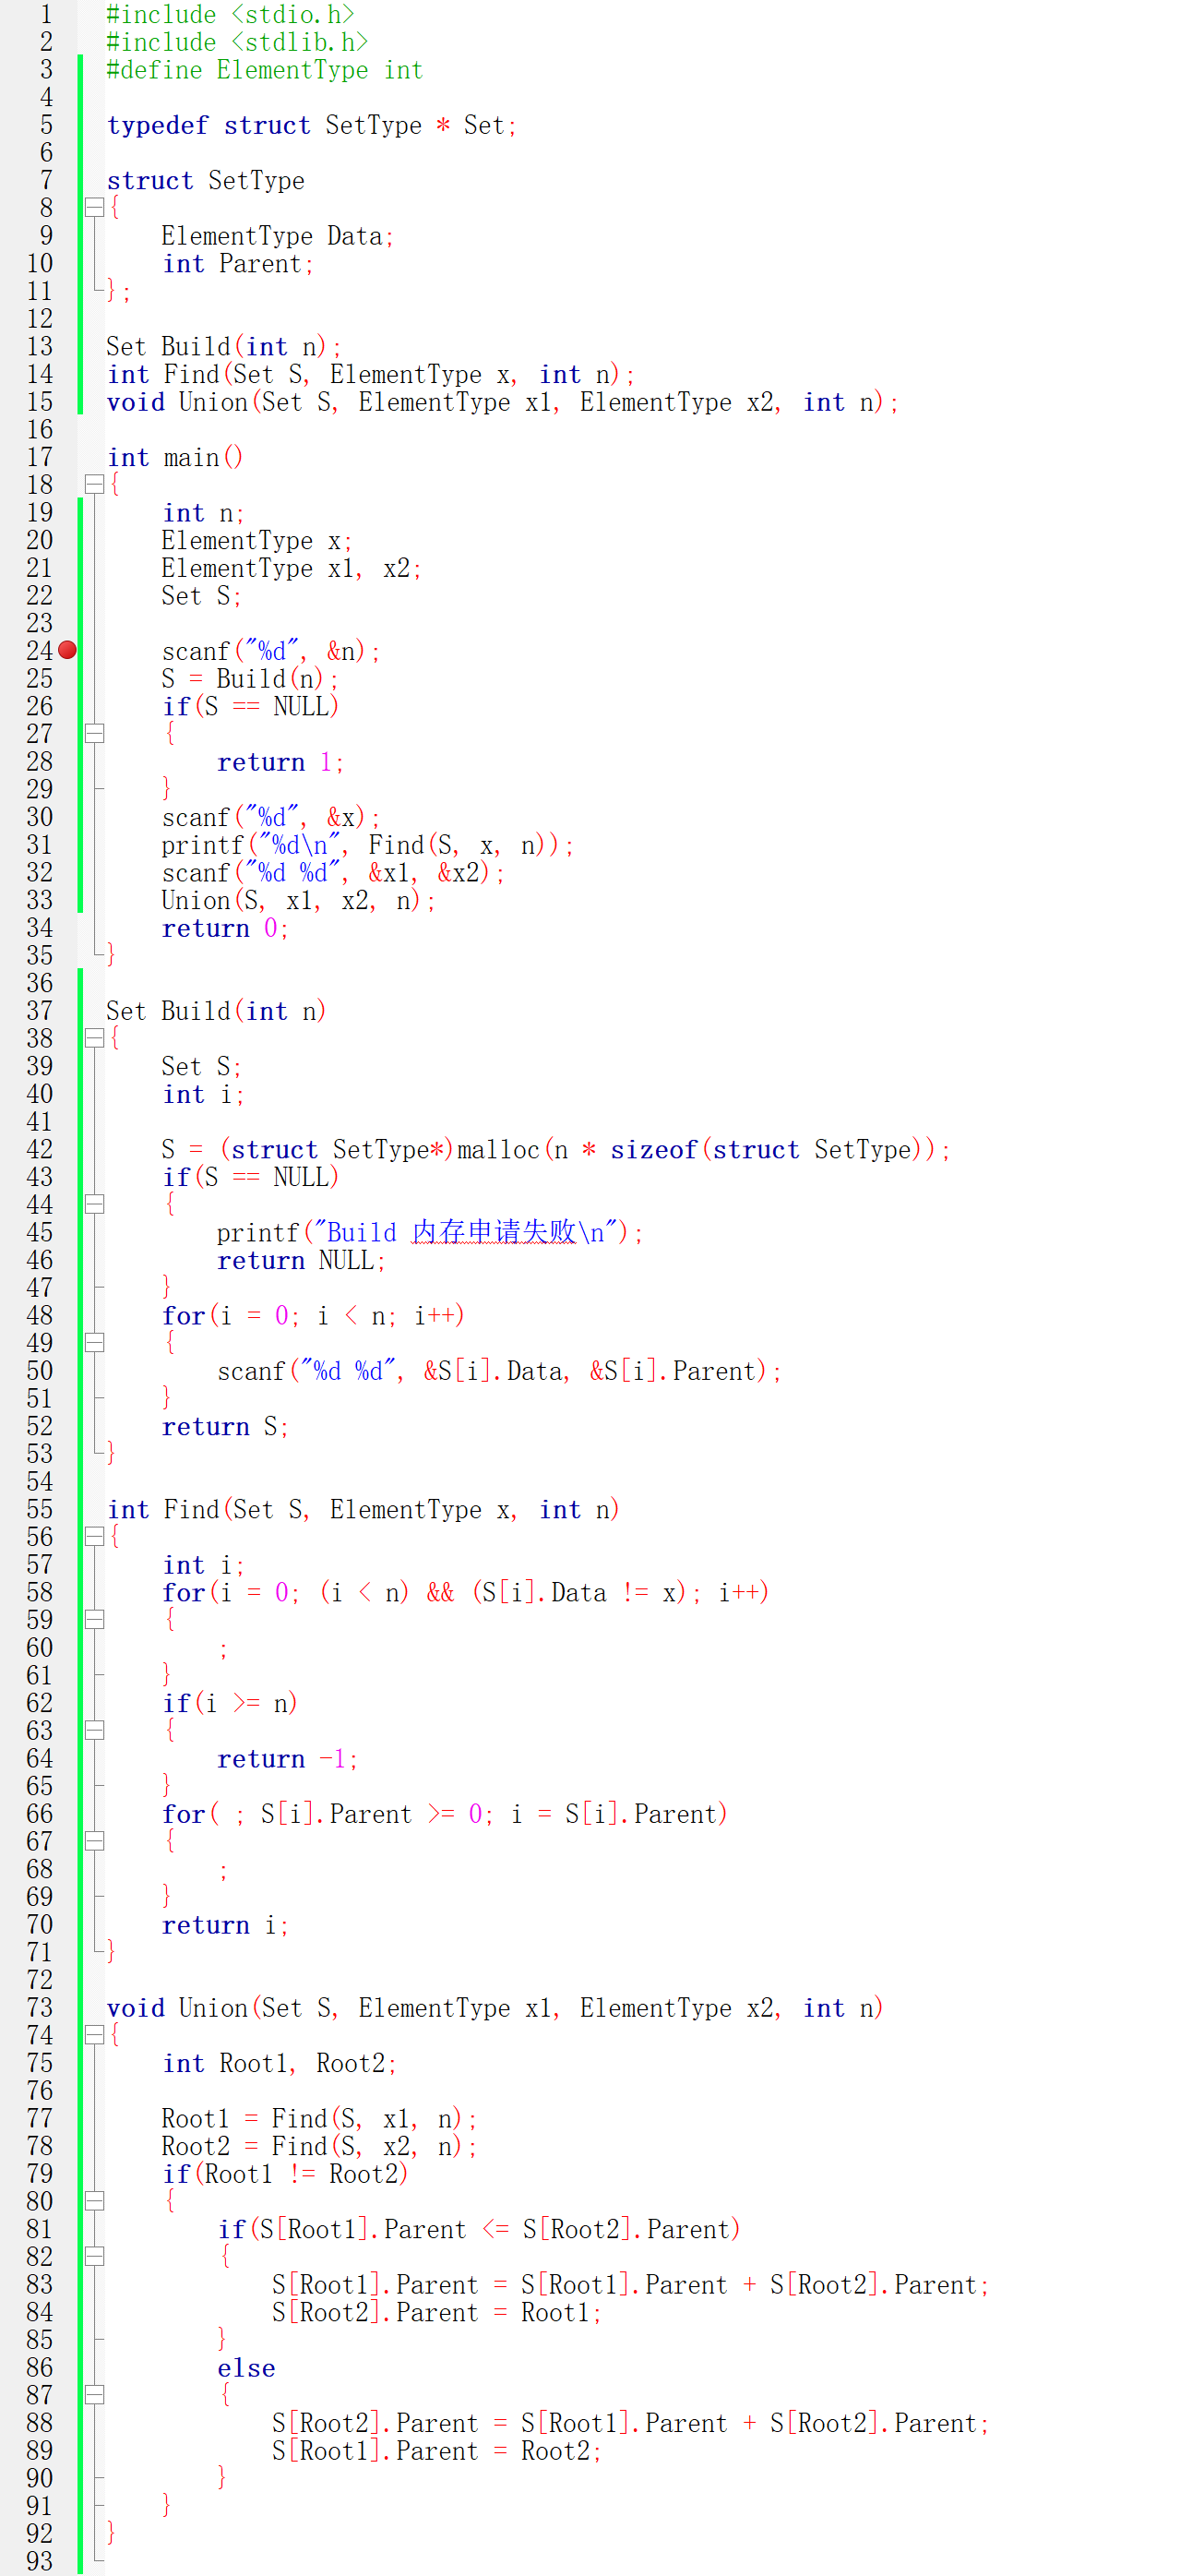 1 #include <stdio.h>
2 #include <stdlib.h>
3 #define ElementType int
4
5 typedef struct SetType * Set;
6
7 struct SetType
8 {
9     ElementType Data;
10     int Parent;
11 };
12
13 Set Build(int n);
14 int Find(Set S, ElementType x, int n);
15 void Union(Set S, ElementType x1, ElementType x2, int n);
16
17 int main()
18 {
19     int n;
20     ElementType x;
21     ElementType x1, x2;
22     Set S;
23
24     scanf("%d", &n);
25     S = Build(n);
26     if(S == NULL)
27     {
28         return 1;
29     }
30     scanf("%d", &x);
31     printf("%d\n", Find(S, x, n));
32     scanf("%d %d", &x1, &x2);
33     Union(S, x1, x2, n);
34     return 0;
35 }
36
37 Set Build(int n)
38 {
39     Set S;
40     int i;
41
42     S = (struct SetType*)malloc(n * sizeof(struct SetType));
43     if(S == NULL)
44     {
45         printf("Build 内存申请失败\n");
46         return NULL;
47     }
48     for(i = 0; i < n; i++)
49     {
50         scanf("%d %d", &S[i].Data, &S[i].Parent);
51     }
52     return S;
53 }
54
55 int Find(Set S, ElementType x, int n)
56 {
57     int i;
58     for(i = 0; (i < n) && (S[i].Data != x); i++)
59     {
60         ;
61     }
62     if(i >= n)
63     {
64         return -1;
65     }
66     for( ; S[i].Parent >= 0; i = S[i].Parent)
67     {
68         ;
69     }
70     return i;
71 }
72
73 void Union(Set S, ElementType x1, ElementType x2, int n)
74 {
75     int Root1, Root2;
76
77     Root1 = Find(S, x1, n);
78     Root2 = Find(S, x2, n);
79     if(Root1 != Root2)
80     {
81         if(S[Root1].Parent <= S[Root2].Parent)
82         {
83             S[Root1].Parent = S[Root1].Parent + S[Root2].Parent;
84             S[Root2].Parent = Root1;
85         }
86         else
87         {
88             S[Root2].Parent = S[Root1].Parent + S[Root2].Parent;
89             S[Root1].Parent = Root2;
90         }
91     }
92 }
93